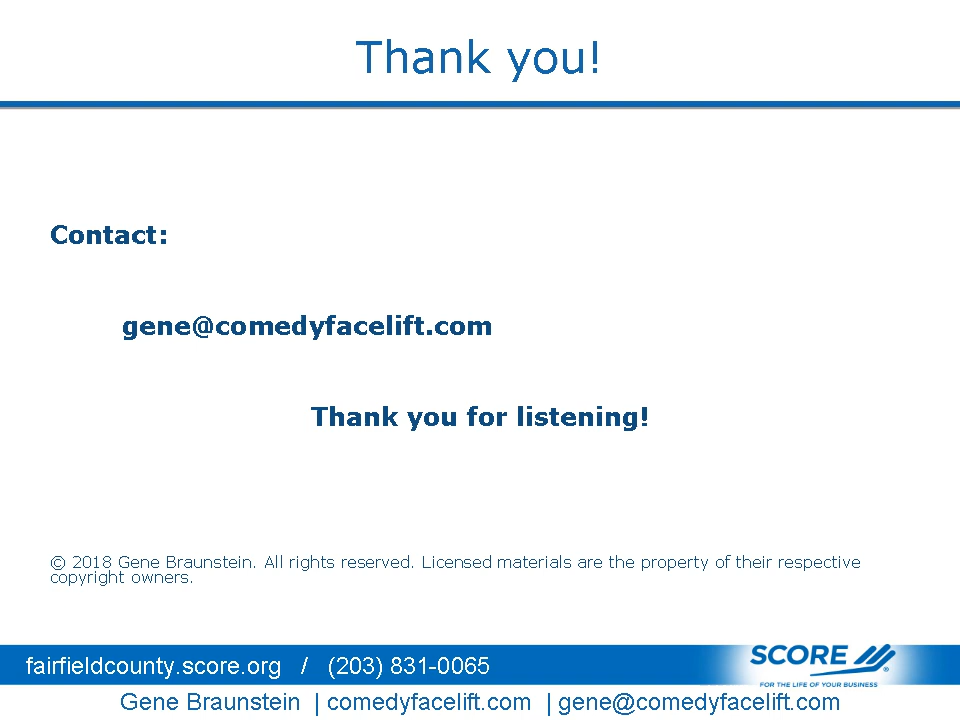 Thank you!
Contact:
gene@comedyfacelift.com
Thank you for listening!
© 2018 Gene Braunstein. All rights reserved. Licensed materials are the property of their respective
copyright owners.
fairfieldcounty.score.org / (203) 831-0065
SCORE ®
FOR THE LIFE OF YOUR BUSINESS
Gene Braunstein | comedyfacelift.com | gene@comedyfacelift.com